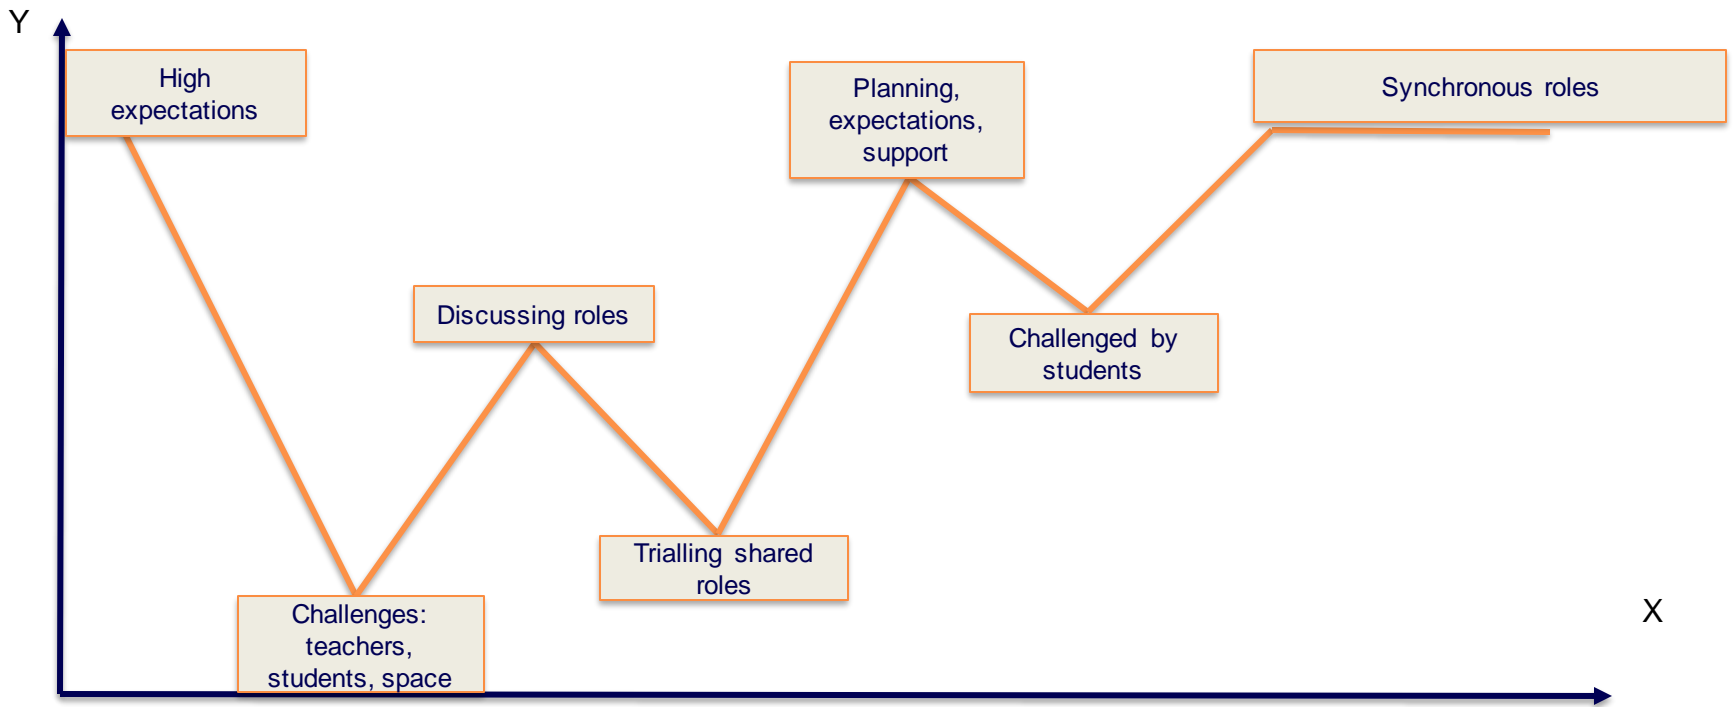 Y
High
expectations
Planning,
expectations,
support
Synchronous roles
Discussing roles
Challenged by
students
Trialling shared
roles
Challenges:
teachers,
students, space
X